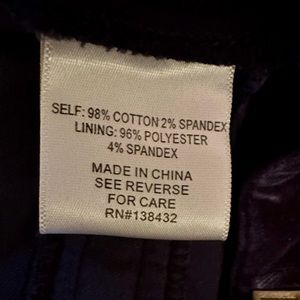 SELF: 98% COTTON 2% SPANDEX
LINING: 96% POLYESTER
4% SPANDEX
MADE IN CHINA
SEE REVERSE
FOR CARE
RN#138432